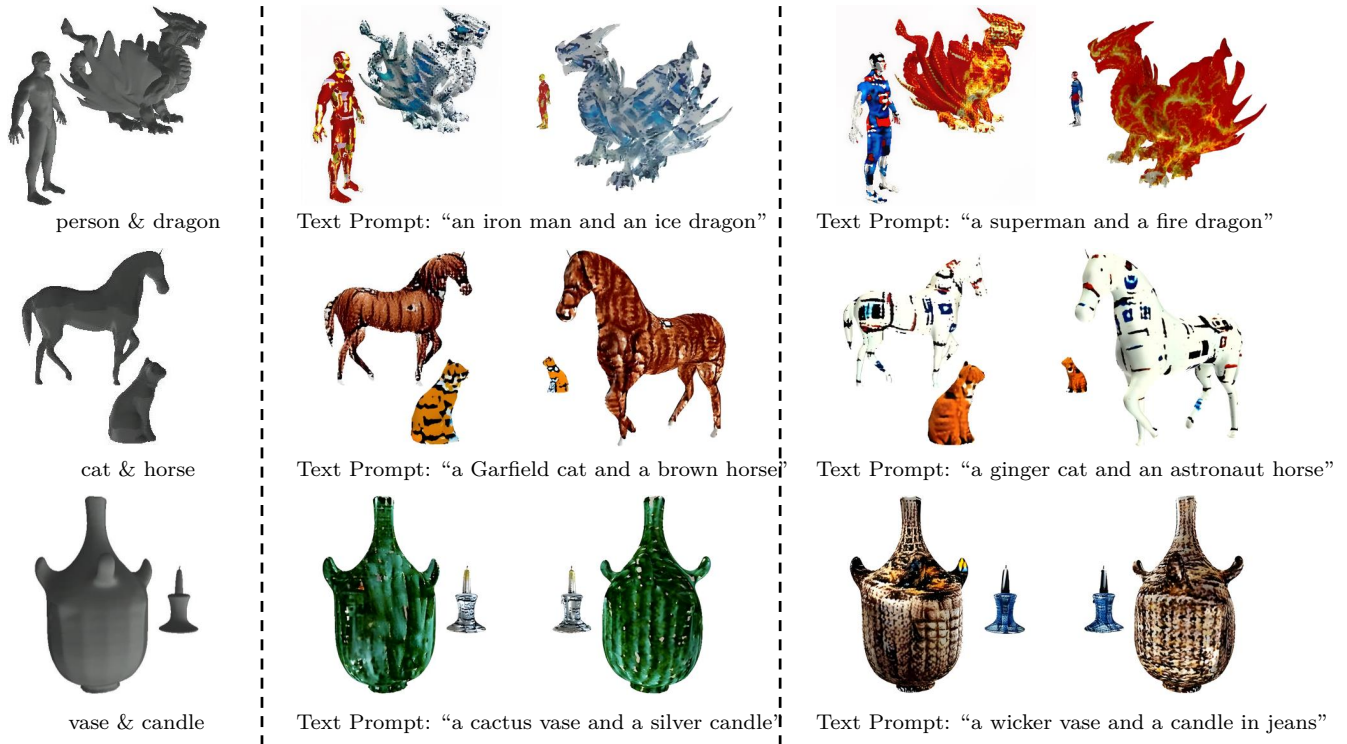 person & dragon
Text Prompt: “an iron man and an ice dragon”
Text Prompt: “a superman and a fire dragon”
cat & horse
Text Prompt: “a Garfield cat and a brown horse”
Text Prompt: “a ginger cat and an astronaut horse”
vase & candle
Text Prompt: “a cactus vase and a silver candle”
Text Prompt: “a wicker vase and a candle in jeans”